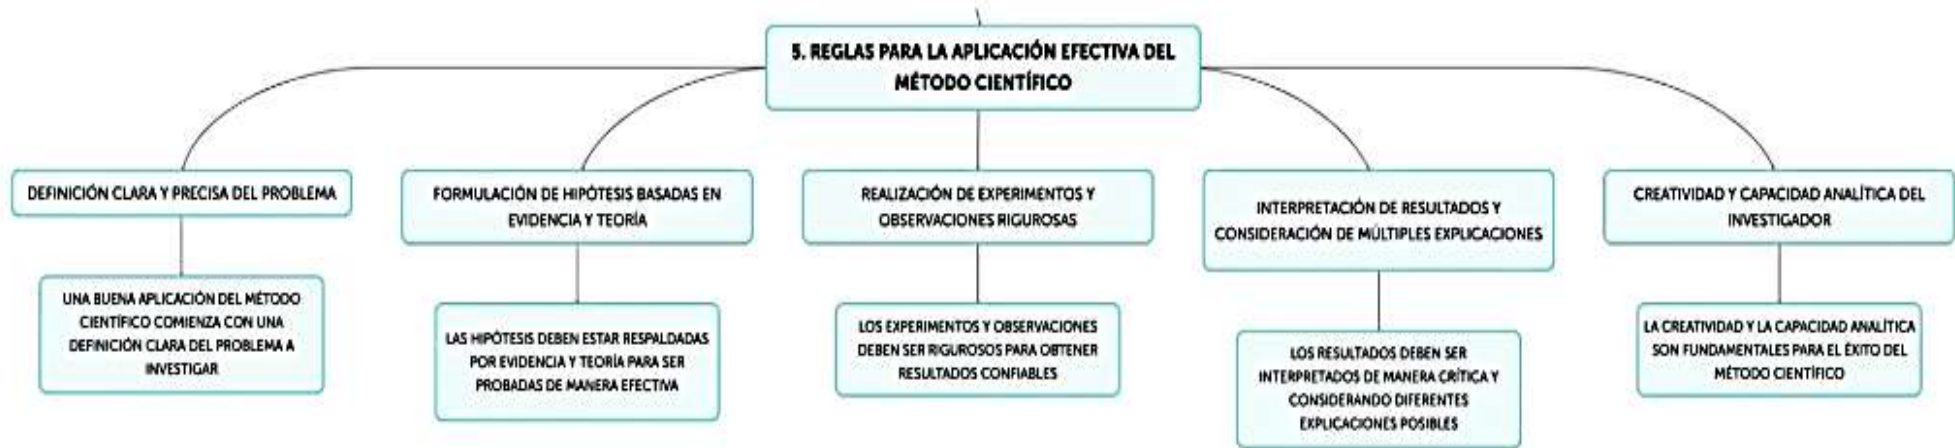 5. REGLAS PARA LA APLICACIÓN EFECTIVA DEL
MÉTODO CIENTÍFICO
DEFINICIÓN CLARA Y PRECISA DEL PROBLEMA
UNA BUENA APLICACIÓN DEL MÉTODO
CIENTÍFICO COMIENZA CON UNA
DEFINICIÓN CLARA DEL PROBLEMA A
INVESTIGAR
FORMULACIÓN DE HIPÓTESIS BASADAS EN
EVIDENCIA Y TEORÍA
LAS HIPÓTESIS DEBEN ESTAR RESPALDADAS
POR EVIDENCIA Y TEORÍA PARA SER
PROBADAS DE MANERA EFECTIVA
REALIZACIÓN DE EXPERIMENTOS Y
OBSERVACIONES RIGUROSAS
LOS EXPERIMENTOS Y OBSERVACIONES
DEBEN SER RIGUROSOS PARA OBTENER
RESULTADOS CONFIABLES
INTERPRETACIÓN DE RESULTADOS Y
CONSIDERACIÓN DE MÚLTIPLES EXPLICACIONES
LOS RESULTADOS DEBEN SER
INTERPRETADOS DE MANERA CRÍTICA Y
CONSIDERANDO DIFERENTES
EXPLICACIONES POSIBLES
CREATIVIDAD Y CAPACIDAD ANALÍTICA DEL
INVESTIGADOR
LA CREATIVIDAD Y LA CAPACIDAD ANALÍTICA
SON FUNDAMENTALES PARA EL ÉXITO DEL
MÉTODO CIENTÍFICO